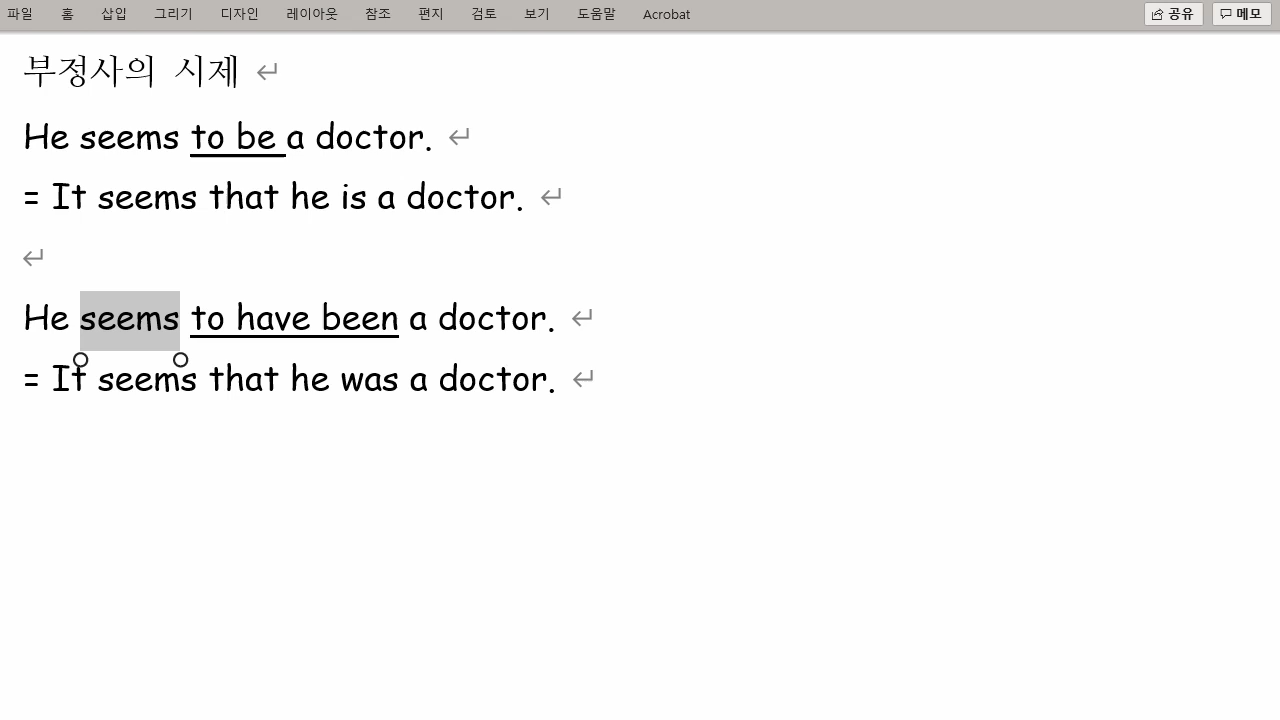 파일 홈 삽입 그리기 디자인 레이아웃 참조 편지 검토 보기 도움말 Acrobat 공유 메모
부정사의 시제
He seems to be a doctor.
= It seems that he is a doctor.
He seems to have been a doctor.
= It seems that he was a doctor.